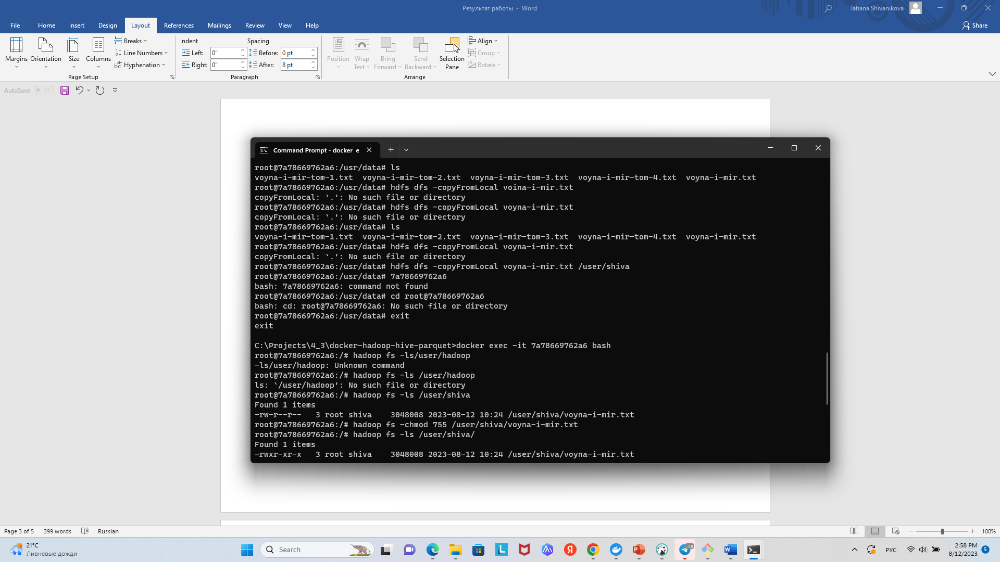 Результат работы - Word
Tatiana Shivanikova
File Home Insert Design Layout References Mailings Review View Help
Share
Margins Orientation Size Columns
Breaks
Line Numbers
Hyphenation
Page Setup
Indent Spacing
Left: 0" Before: 0 pt
Right: 0" After: 8 pt
Paragraph
Position Wrap Text Bring Forward Send Backward Selection Pane
Align
Group
Rotate
Arrange
AutoSave Off
Command Prompt - docker e
root@7a78669762a6:/usr/data# ls
voyna-i-mir-tom-1.txt voyna-i-mir-tom-2.txt voyna-i-mir-tom-3.txt voyna-i-mir-tom-4.txt voyna-i-mir.txt
root@7a78669762a6:/usr/data# hdfs dfs -copyFromLocal voina-i-mir.txt
copyFromLocal: `.': No such file or directory
root@7a78669762a6:/usr/data# hdfs dfs -copyFromLocal voyna-i-mir.txt
copyFromLocal: `.': No such file or directory
root@7a78669762a6:/usr/data# ls
voyna-i-mir-tom-1.txt voyna-i-mir-tom-2.txt voyna-i-mir-tom-3.txt voyna-i-mir-tom-4.txt voyna-i-mir.txt
root@7a78669762a6:/usr/data# hdfs dfs -copyFromLocal voyna-i-mir.txt
copyFromLocal: `.': No such file or directory
root@7a78669762a6:/usr/data# hdfs dfs -copyFromLocal voyna-i-mir.txt /user/shiva
root@7a78669762a6:/usr/data# 7a78669762a6
bash: 7a78669762a6: command not found
root@7a78669762a6:/usr/data# cd root@7a78669762a6
bash: cd: root@7a78669762a6: No such file or directory
root@7a78669762a6:/usr/data# exit
exit
C:\Projects\4_3\docker-hadoop-hive-parquet>docker exec -it 7a78669762a6 bash
root@7a78669762a6:/# hadoop fs -ls/user/hadoop
-ls/user/hadoop: Unknown command
root@7a78669762a6:/# hadoop fs -ls /user/hadoop
ls: `/user/hadoop': No such file or directory
root@7a78669762a6:/# hadoop fs -ls /user/shiva
Found 1 items
-rw-r--r-- 3 root shiva 3048008 2023-08-12 10:24 /user/shiva/voyna-i-mir.txt
root@7a78669762a6:/# hadoop fs -chmod 755 /user/shiva/voyna-i-mir.txt
root@7a78669762a6:/# hadoop fs -ls /user/shiva/
Found 1 items
-rwxr-xr-x 3 root shiva 3048008 2023-08-12 10:24 /user/shiva/voyna-i-mir.txt
Page 3 of 5 399 words Russian 100%
21°C
Ливневые дожди
Search
78
РУС
2:58 PM
8/12/2023
5